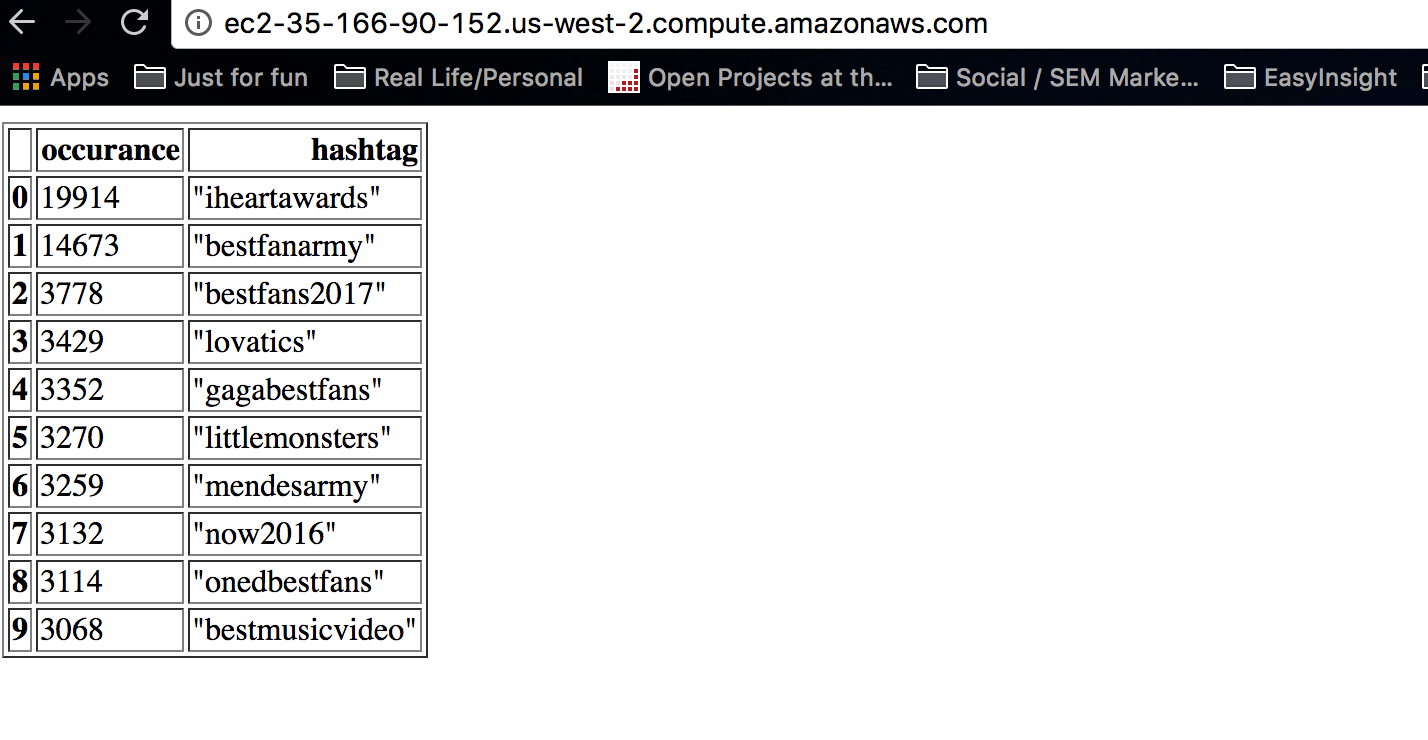 ec2-35-166-90-152.us-west-2.compute.amazonaws.com
Apps Just for fun Real Life/Personal Open Projects at th... Social / SEM Marke... EasyInsight
occurance hashtag
0 19914 "iheartawards"
1 14673 "bestfanarmy"
2 3778 "bestfans2017"
3 3429 "lovatics"
4 3352 "gagabestfans"
5 3270 "littlemonsters"
6 3259 "mendesarmy"
7 3132 "now2016"
8 3114 "onedbestfans"
9 3068 "bestmusicvideo"